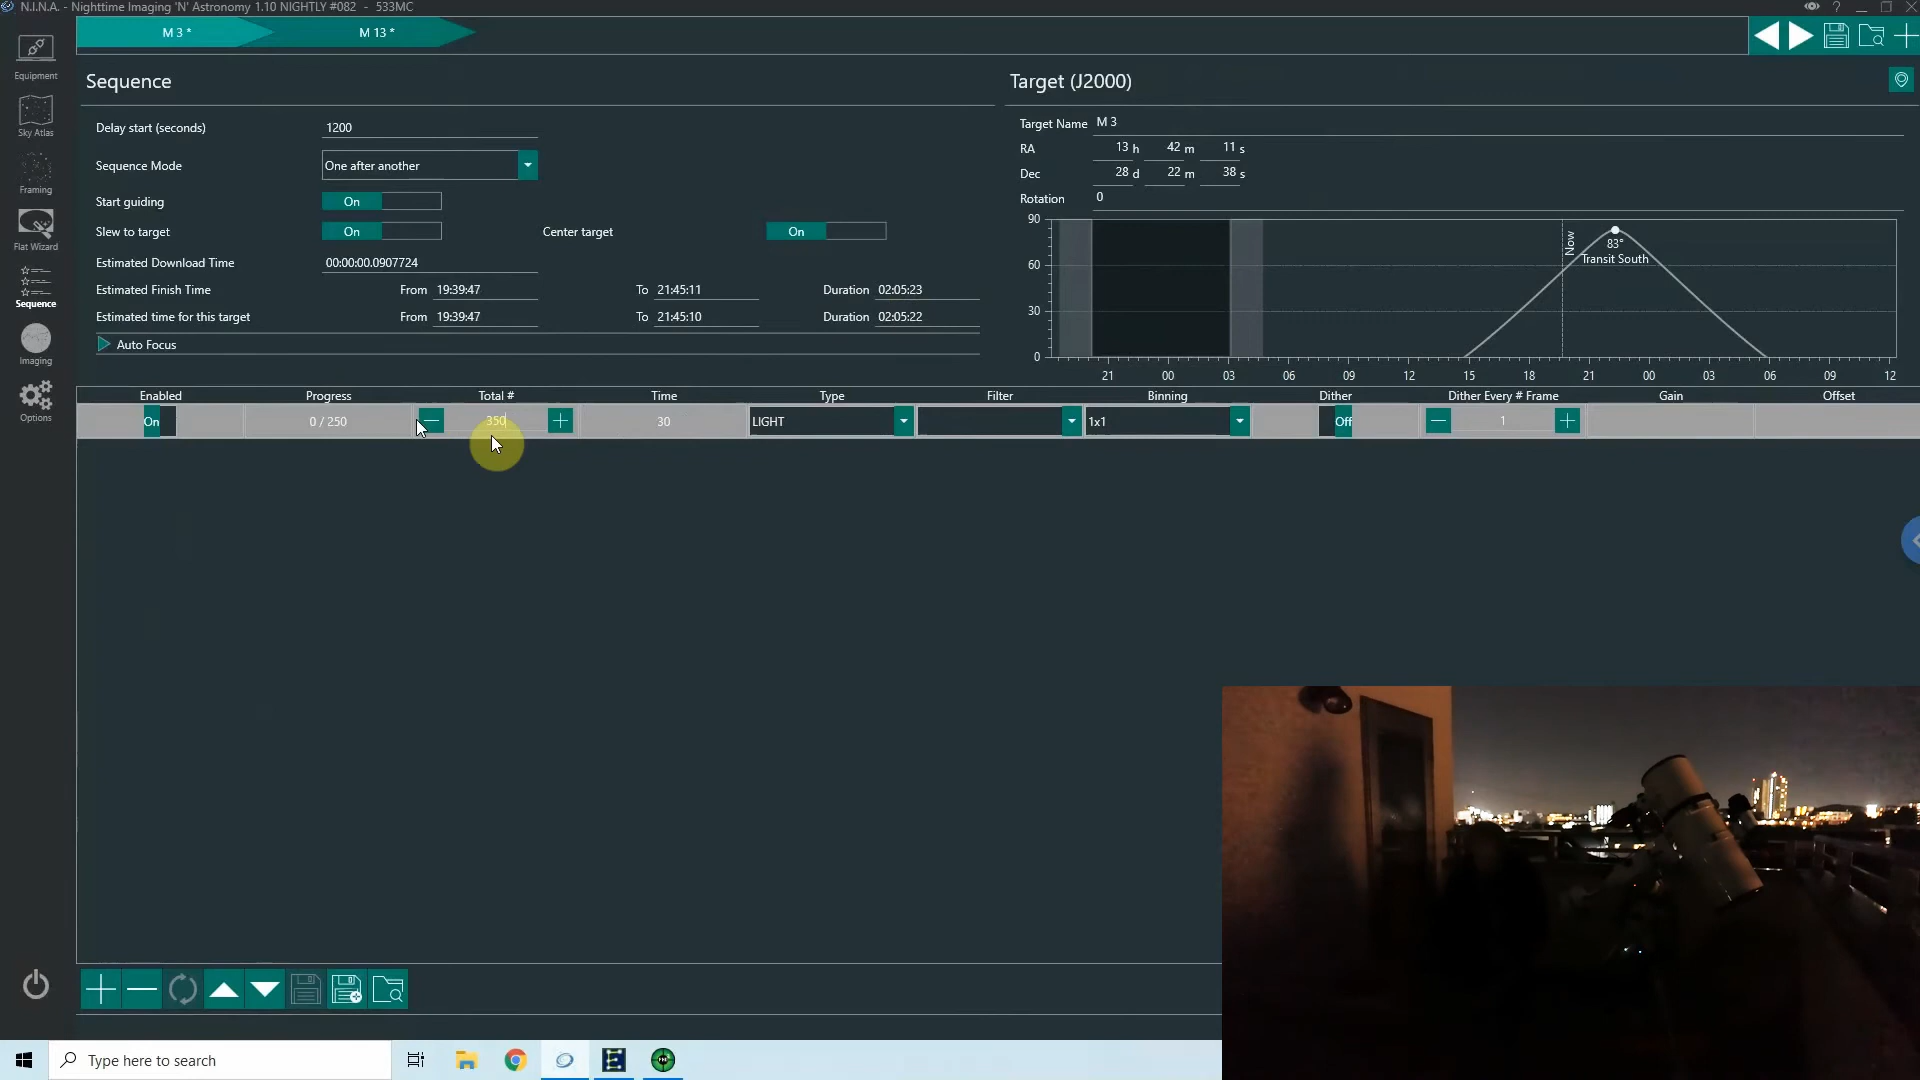 N.I.N.A. - Nighttime Imaging 'N' Astronomy 1.10 NIGHTLY #082 - 533MC
?
M 3 *
M 13 *
Equipment
Sky Atlas
Framing
Flat Wizard
Sequence
Imaging
Options
Sequence
Delay start (seconds) 1200
Sequence Mode One after another
Start guiding On
Slew to target On Center target On
Estimated Download Time 00:00:00.0907724
Estimated Finish Time From 19:39:47 To 21:45:11 Duration 02:05:23
Estimated time for this target From 19:39:47 To 21:45:10 Duration 02:05:22
Auto Focus
Target (J2000)
Target Name M 3
RA 13 h 42 m 11 s
Dec 28 d 22 m 38 s
Rotation 0
90
60
30
0
Now
83°
Transit South
21 00 03 06 09 12 15 18 21 00 03 06 09 12
Enabled Progress Total # Time Type Filter Binning Dither Dither Every # Frame Gain Offset
On 0 / 250 350 30 LIGHT 1x1 Off 1
Type here to search